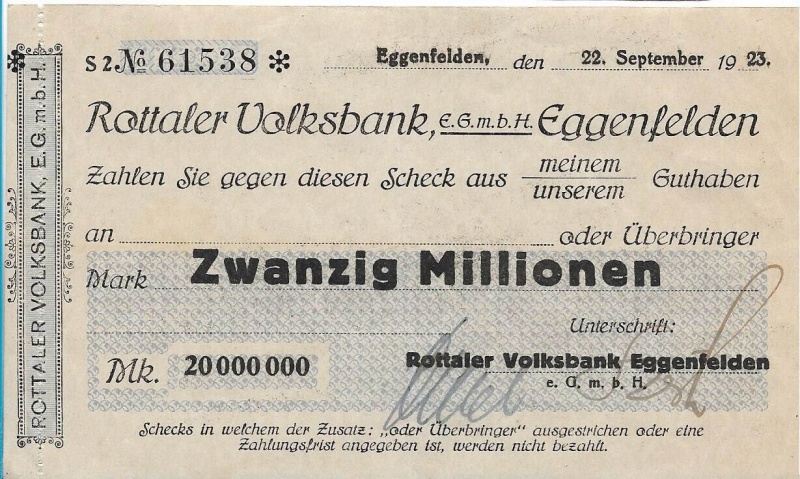 ROTTALER VOLKSBANK, E.G.m.b.H.
S 2. № 61538 ✻ Eggenfelden, den 22. September 1923.
Rottaler Volksbank, E.G.m.b.H. Eggenfelden
Zahlen Sie gegen diesen Scheck aus meinem
unserem Guthaben
an oder Überbringer
Mark Zwanzig Millionen
Unterschrift:
Mk. 20000000 Rottaler Volksbank Eggenfelden
e. G. m. b. H.
Schecks in welchem der Zusatz: „oder Überbringer" ausgestrichen oder eine
Zahlungsfrist angegeben ist, werden nicht bezahlt.